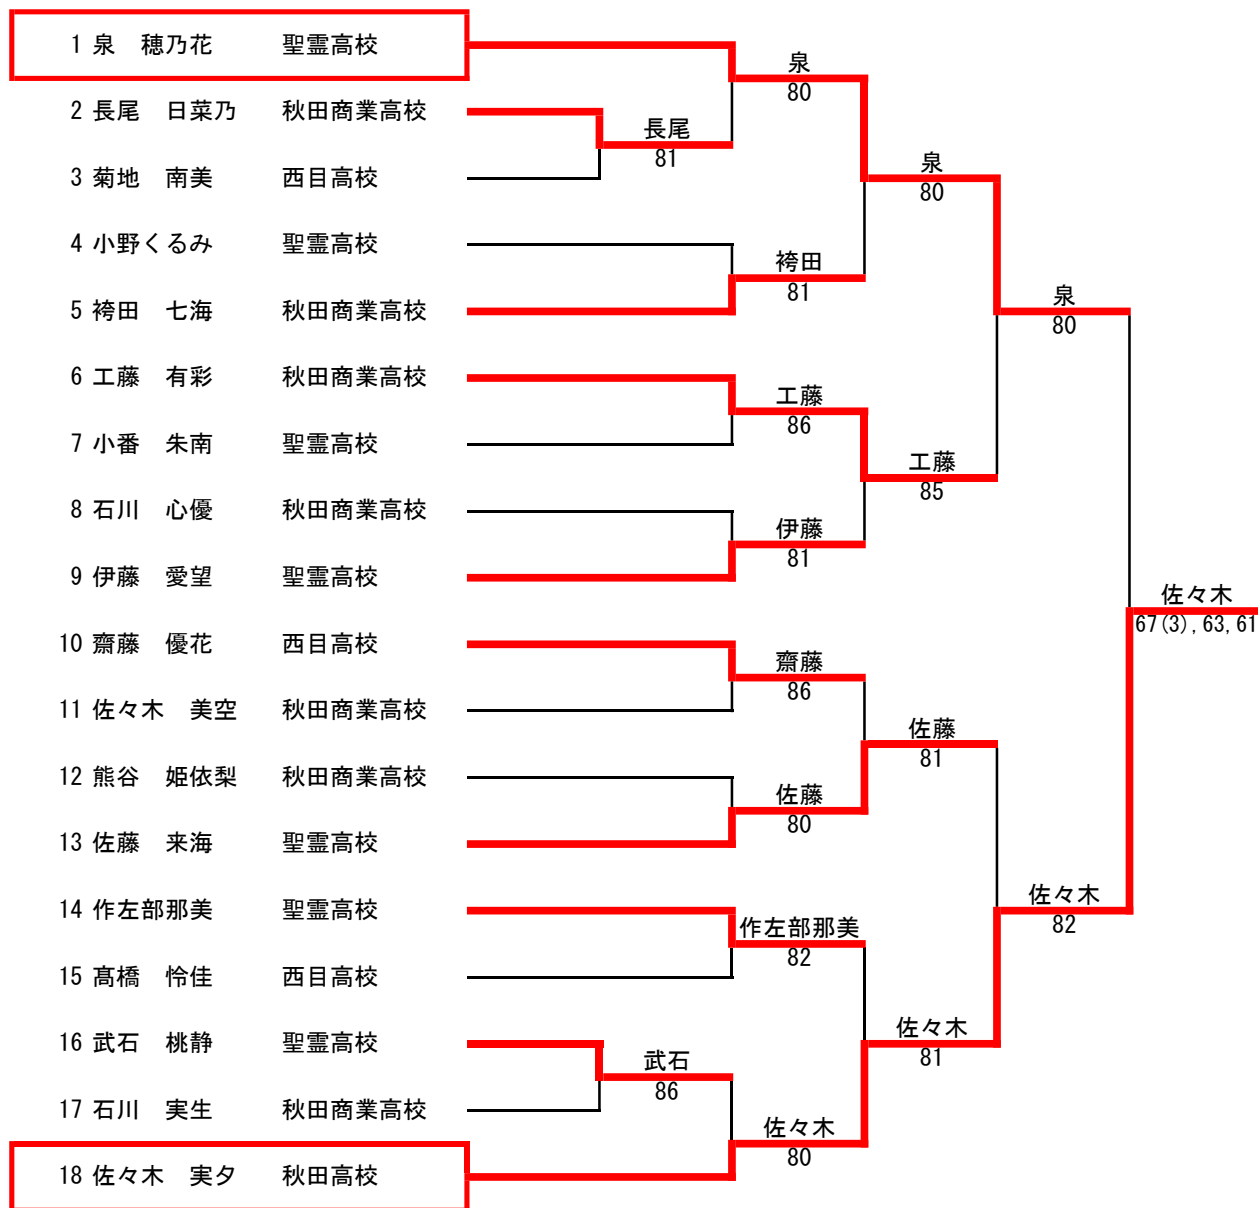 1 泉　穂乃花 聖霊高校
泉
80
2 長尾　日菜乃 秋田商業高校
長尾
81
泉
80
3 菊地　南美 西目高校
4 小野くるみ 聖霊高校
袴田
81
5 袴田　七海 秋田商業高校
泉
80
6 工藤　有彩 秋田商業高校
工藤
86
7 小番　朱南 聖霊高校
工藤
85
8 石川　心優 秋田商業高校
伊藤
81
9 伊藤　愛望 聖霊高校
佐々木
67(3),63,61
10 齋藤　優花 西目高校
齋藤
86
11 佐々木　美空 秋田商業高校
佐藤
81
12 熊谷　姫依梨 秋田商業高校
佐藤
80
13 佐藤　来海 聖霊高校
佐々木
82
14 作左部那美 聖霊高校
作左部那美
82
15 髙橋　怜佳 西目高校
佐々木
81
16 武石　桃静 聖霊高校
武石
86
17 石川　実生 秋田商業高校
佐々木
80
18 佐々木　実夕 秋田高校